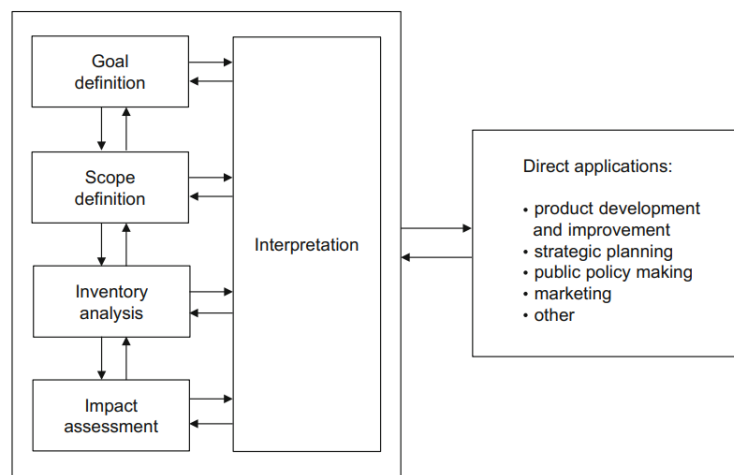 Goal
definition
Scope
definition
Inventory
analysis
Impact
assessment
Interpretation
Direct applications:
• product development
and improvement
• strategic planning
• public policy making
• marketing
• other